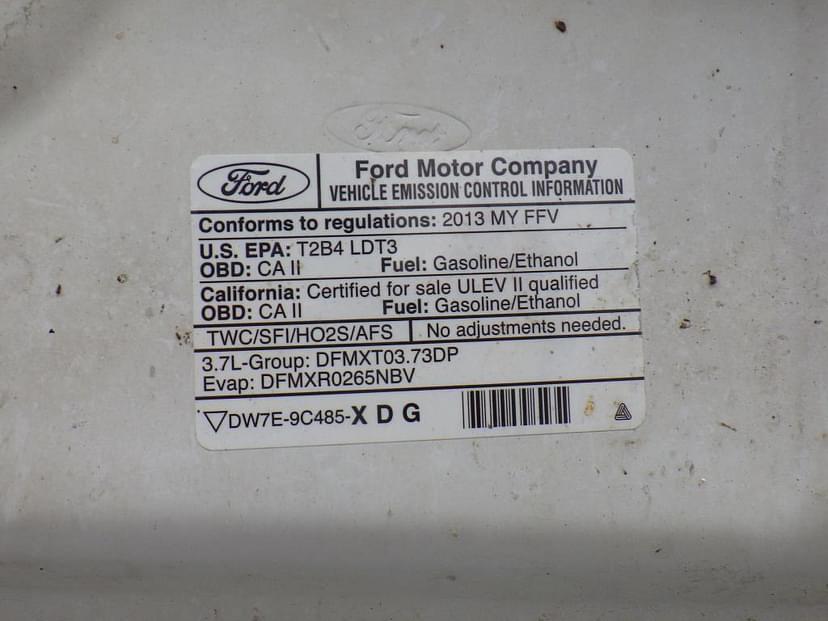 Ford
Ford
Ford Motor Company
VEHICLE EMISSION CONTROL INFORMATION
Conforms to regulations: 2013 MY FFV
U.S. EPA: T2B4 LDT3
OBD: CA II Fuel: Gasoline/Ethanol
California: Certified for sale ULEV II qualified
OBD: CA II Fuel: Gasoline/Ethanol
TWC/SFI/HO2S/AFS No adjustments needed.
3.7L-Group: DFMXT03.73DP
Evap: DFMXR0265NBV
DW7E-9C485-X D G